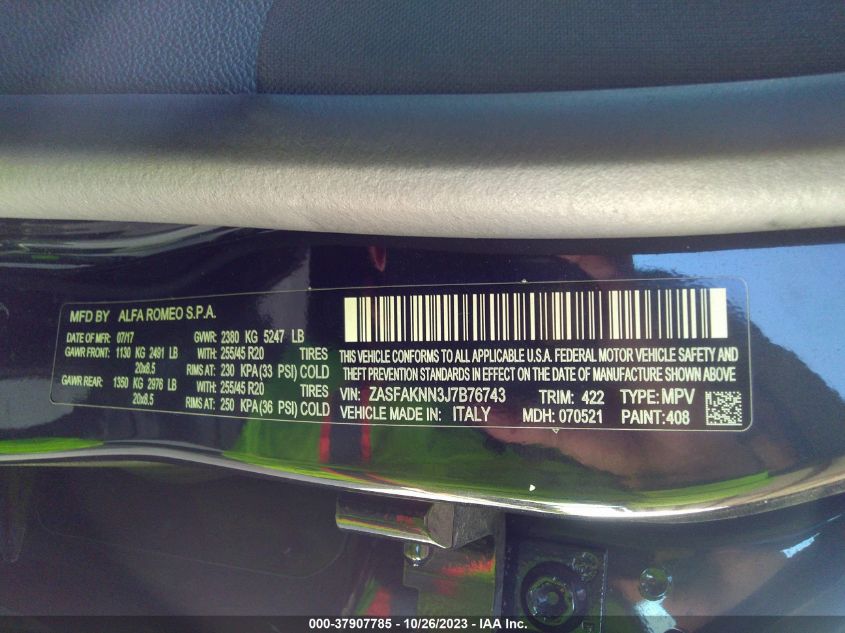 MFD BY ALFA ROMEO S.P.A.
DATE OF MFR: 07/17 GVWR: 2380 KG 5247 LB
GAWR FRONT: 1130 KG 2491 LB WITH: 255/45 R20 TIRES
20x8,5 RIMS AT: 230 KPA(33 PSI) COLD
GAWR REAR: 1350 KG 2976 LB WITH: 255/45 R20 TIRES
20x8,5 RIMS AT: 250 KPA(36 PSI) COLD
THIS VEHICLE CONFORMS TO ALL APPLICABLE U.S.A. FEDERAL MOTOR VEHICLE SAFETY AND
THEFT PREVENTION STANDARDS IN EFFECT ON THE DATE OF MANUFACTURE SHOWN ABOVE
VIN: ZASFAKNN3J7B76743 TRIM: 422 TYPE: MPV
VEHICLE MADE IN: ITALY MDH: 070521 PAINT: 408
000-37907785 - 10/26/2023 - IAA Inc.